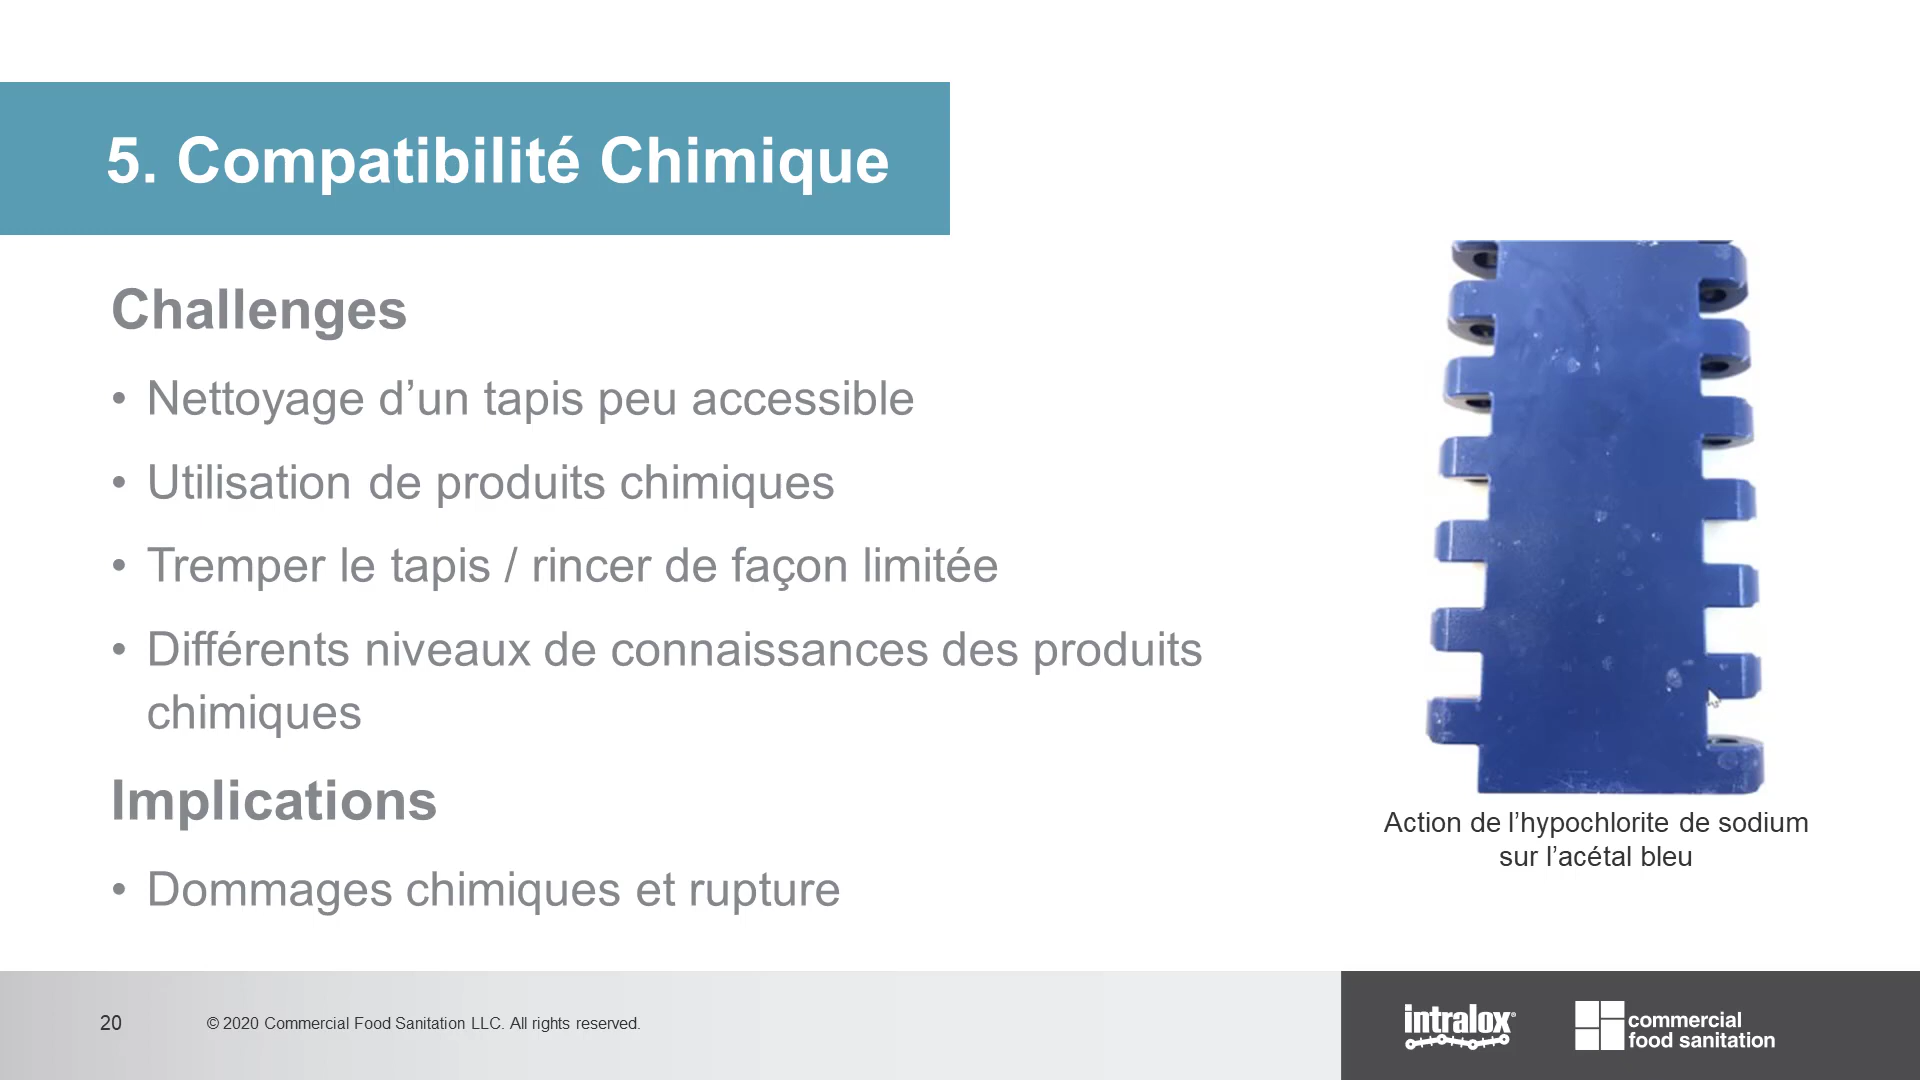 5. Compatibilité Chimique
Challenges
• Nettoyage d’un tapis peu accessible
• Utilisation de produits chimiques
• Tremper le tapis / rincer de façon limitée
• Différents niveaux de connaissances des produits
chimiques
Implications
• Dommages chimiques et rupture
Action de l’hypochlorite de sodium
sur l’acétal bleu
20
© 2020 Commercial Food Sanitation LLC. All rights reserved.
intralox®
commercial
food sanitation